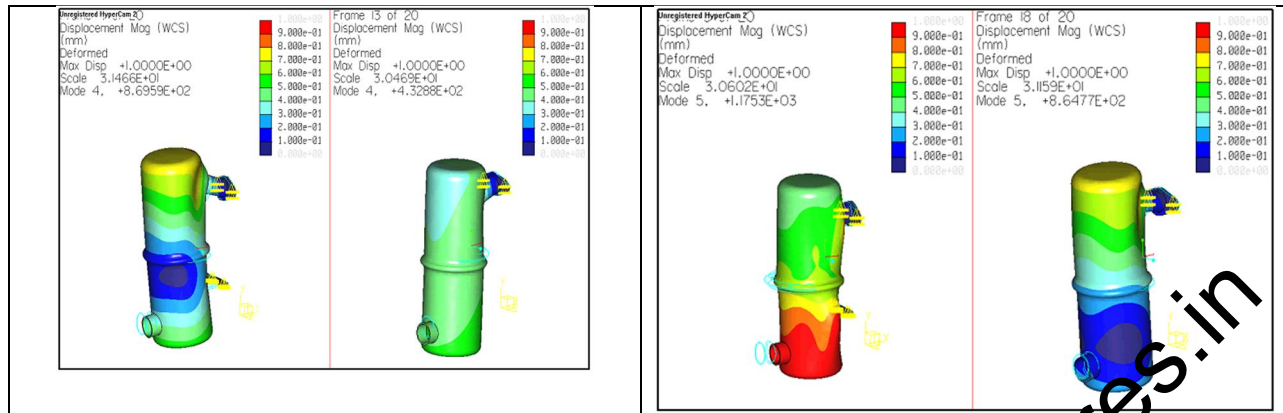 Unregistered HyperCam 2
Displacement Mag (WCS)
(mm)
Deformed
Max Disp +1.0000E+00
Scale 3.1466E+01
Mode 4, +8.6959E+02
1.000e+00
9.000e-01
8.000e-01
7.000e-01
6.000e-01
5.000e-01
4.000e-01
3.000e-01
2.000e-01
1.000e-01
0.000e+00
Frame 13 of 20
Displacement Mag (WCS)
(mm)
Deformed
Max Disp +1.0000E+00
Scale 3.0469E+01
Mode 4, +4.3288E+02
1.000e+00
9.000e-01
8.000e-01
7.000e-01
6.000e-01
5.000e-01
4.000e-01
3.000e-01
2.000e-01
1.000e-01
0.000e+00
Unregistered HyperCam 2
Displacement Mag (WCS)
(mm)
Deformed
Max Disp +1.0000E+00
Scale 3.0602E+01
Mode 5, +1.1753E+03
1.000e+00
9.000e-01
8.000e-01
7.000e-01
6.000e-01
5.000e-01
4.000e-01
3.000e-01
2.000e-01
1.000e-01
0.000e+00
Frame 18 of 20
Displacement Mag (WCS)
(mm)
Deformed
Max Disp +1.0000E+00
Scale 3.1159E+01
Mode 5, +8.6477E+02
1.000e+00
9.000e-01
8.000e-01
7.000e-01
6.000e-01
5.000e-01
4.000e-01
3.000e-01
2.000e-01
1.000e-01
0.000e+00
es.in